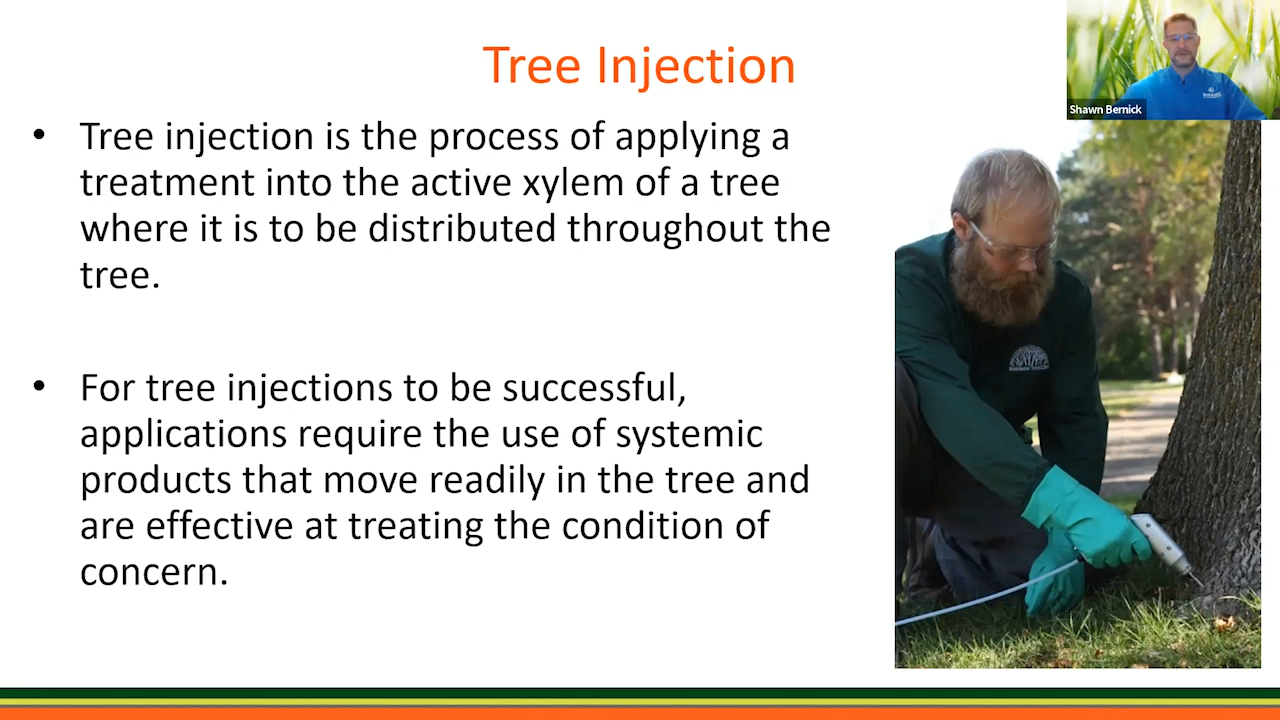 Tree Injection
Shawn Bernick
• Tree injection is the process of applying a
treatment into the active xylem of a tree
where it is to be distributed throughout the
tree.
• For tree injections to be successful,
applications require the use of systemic
products that move readily in the tree and
are effective at treating the condition of
concern.